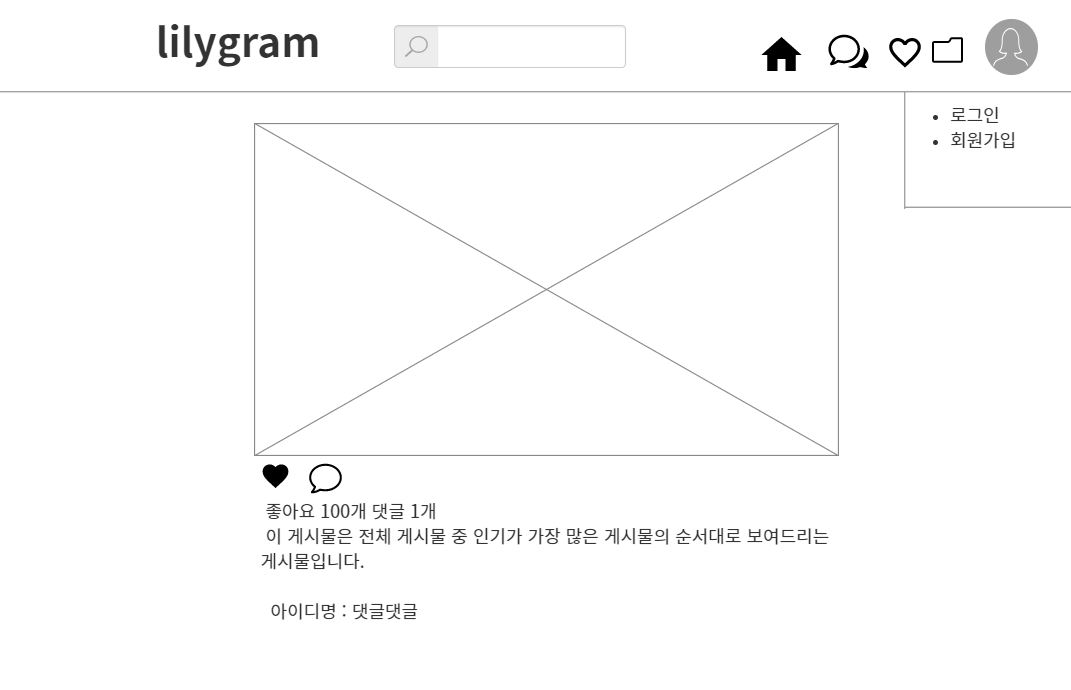 lilygram
로그인
회원가입
좋아요 100개 댓글 1개
이 게시물은 전체 게시물 중 인기가 가장 많은 게시물의 순서대로 보여드리는
게시물입니다.
아이디명 : 댓글댓글